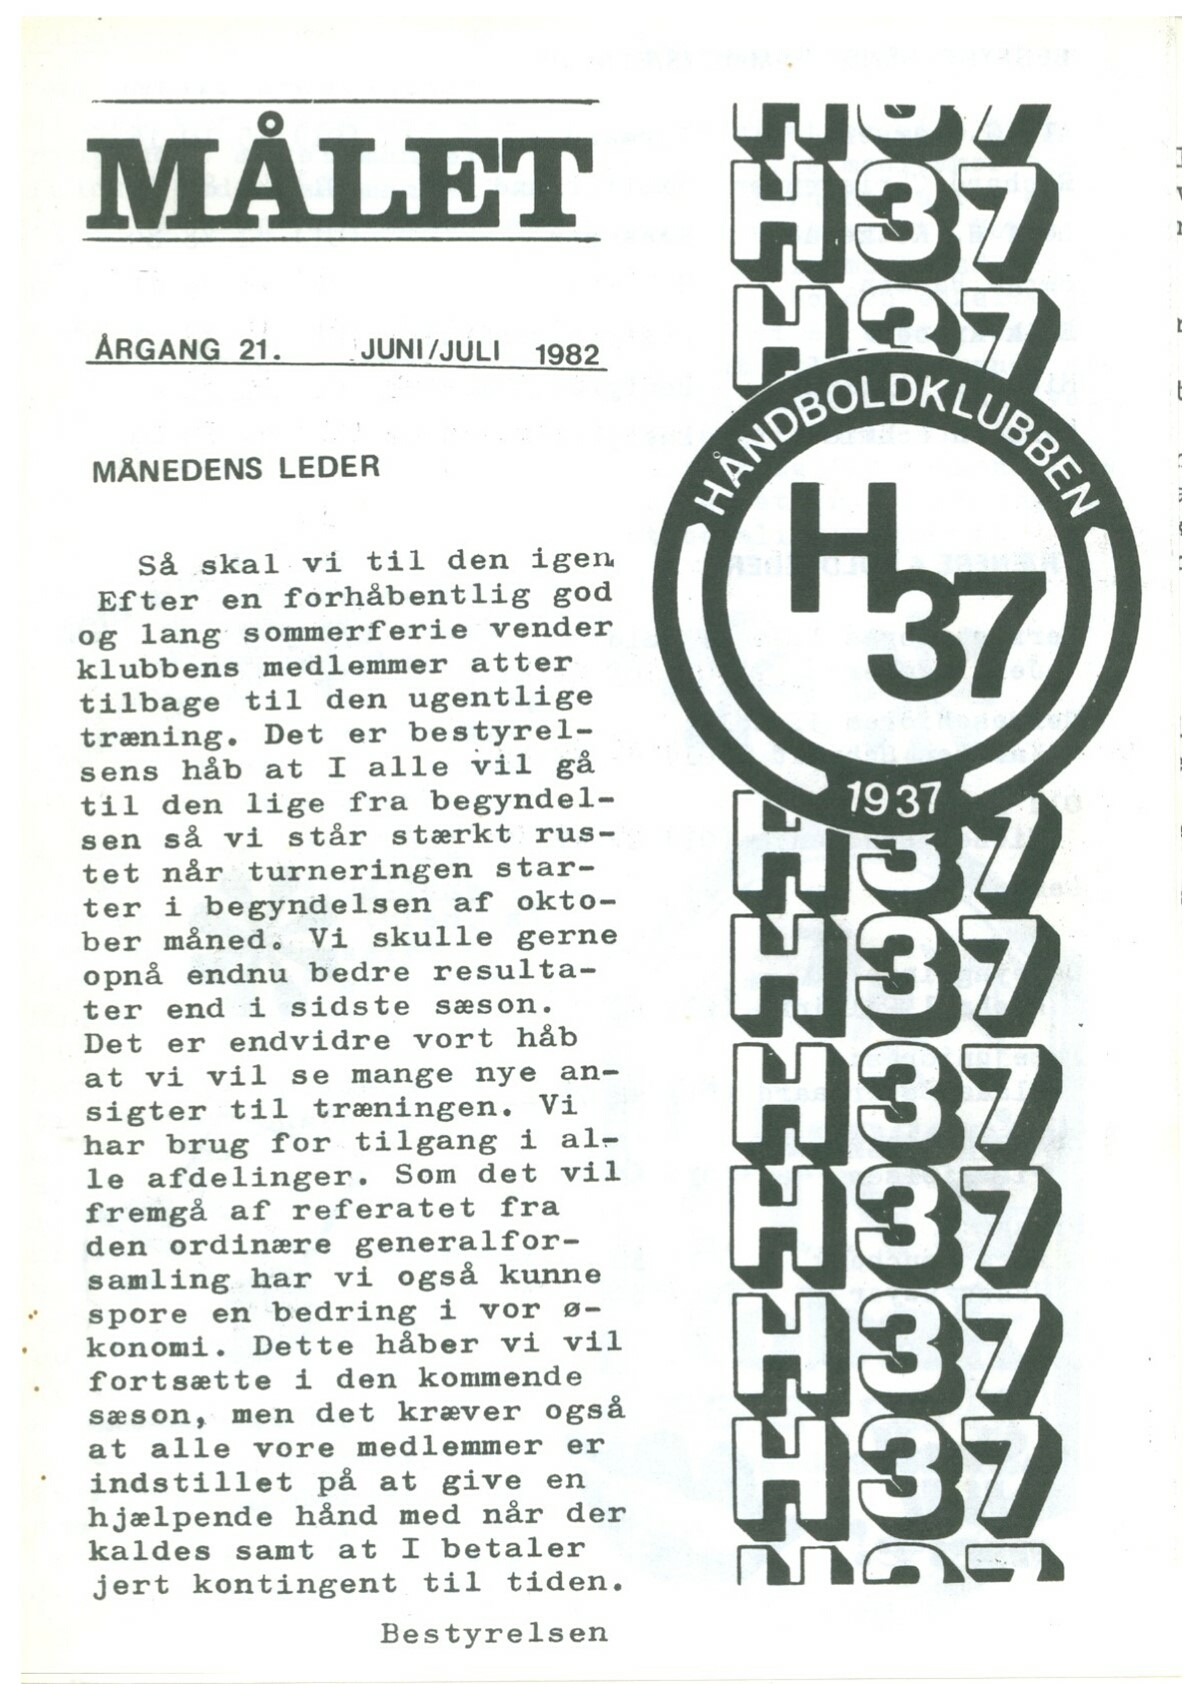 MÅLET
ÅRGANG 21. JUNI/JULI 1982
MÅNEDENS LEDER
Så skal vi til den igen
Efter en forhåbentlig god
og lang sommerferie vender
klubbens medlemmer atter
tilbage til den ugentlige
træning. Det er bestyrel-
sens håb at I alle vil gå
til den lige fra begyndel-
sen så vi står stærkt rus-
tet når turneringen star-
ter i begyndelsen af okto-
ber måned. Vi skulle gerne
opnå endnu bedre resulta-
ter end i sidste sæson.
Det er endvidre vort håb
at vi vil se mange nye an-
sigter til træningen. Vi
har brug for tilgang i al-
le afdelinger. Som det vil
fremgå af referatet fra
den ordinære generalfor-
samling har vi også kunne
spore en bedring i vor ø-
konomi. Dette håber vi vil
fortsætte i den kommende
sæson, men det kræver også
at alle vore medlemmer er
indstillet på at give en
hjælpende hånd med når der
kaldes samt at I betaler
jert kontingent til tiden.
Bestyrelsen
H37
H37
H37
HÅNDBOLDKLUBBEN
H37
1937
H37
H37
H37
H37
H37
H37
H37